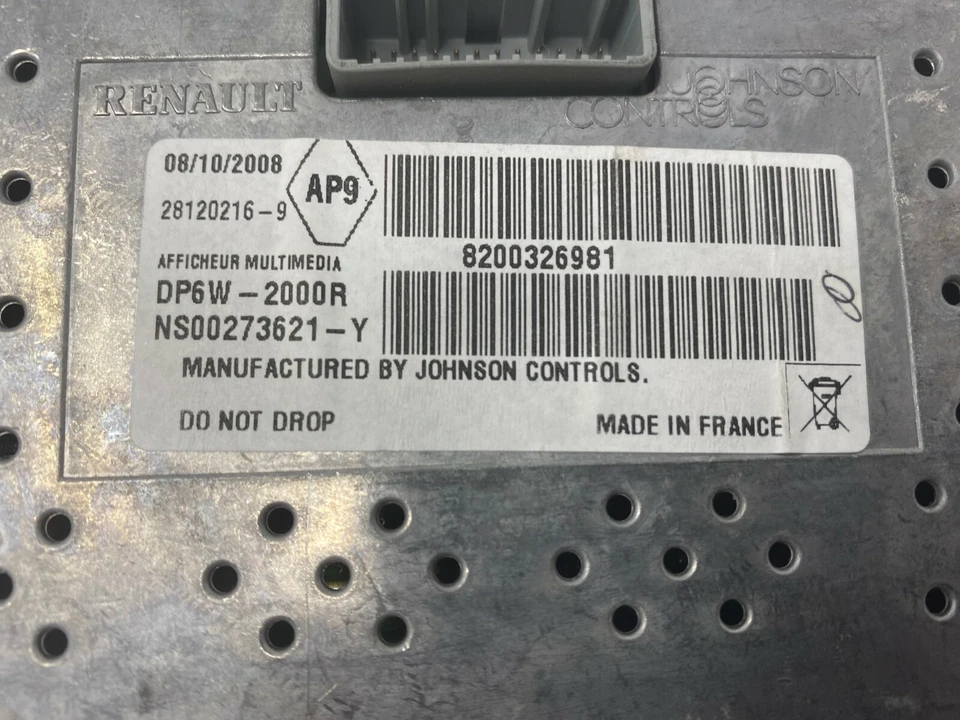 RENAULT
JOHNSON
CONTROLS
08/10/2008
AP9
28120216-9
8200326981
AFFICHEUR MULTIMEDIA
DP6W-2000R
NS00273621-Y
MANUFACTURED BY JOHNSON CONTROLS.
DO NOT DROP
MADE IN FRANCE